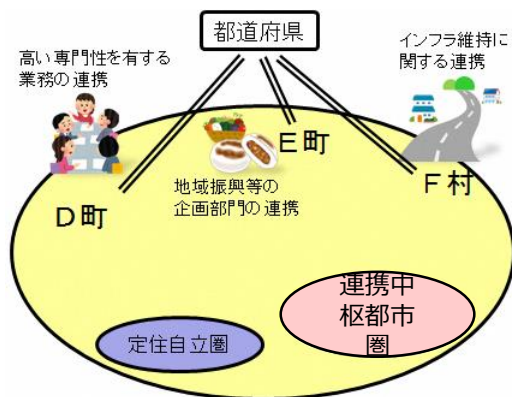 都道府県
高い専門性を有する
業務の連携
インフラ維持に
関する連携
E町
地域振興等の
企画部門の連携
D町
F村
連携中
枢都市
圏
定住自立圏